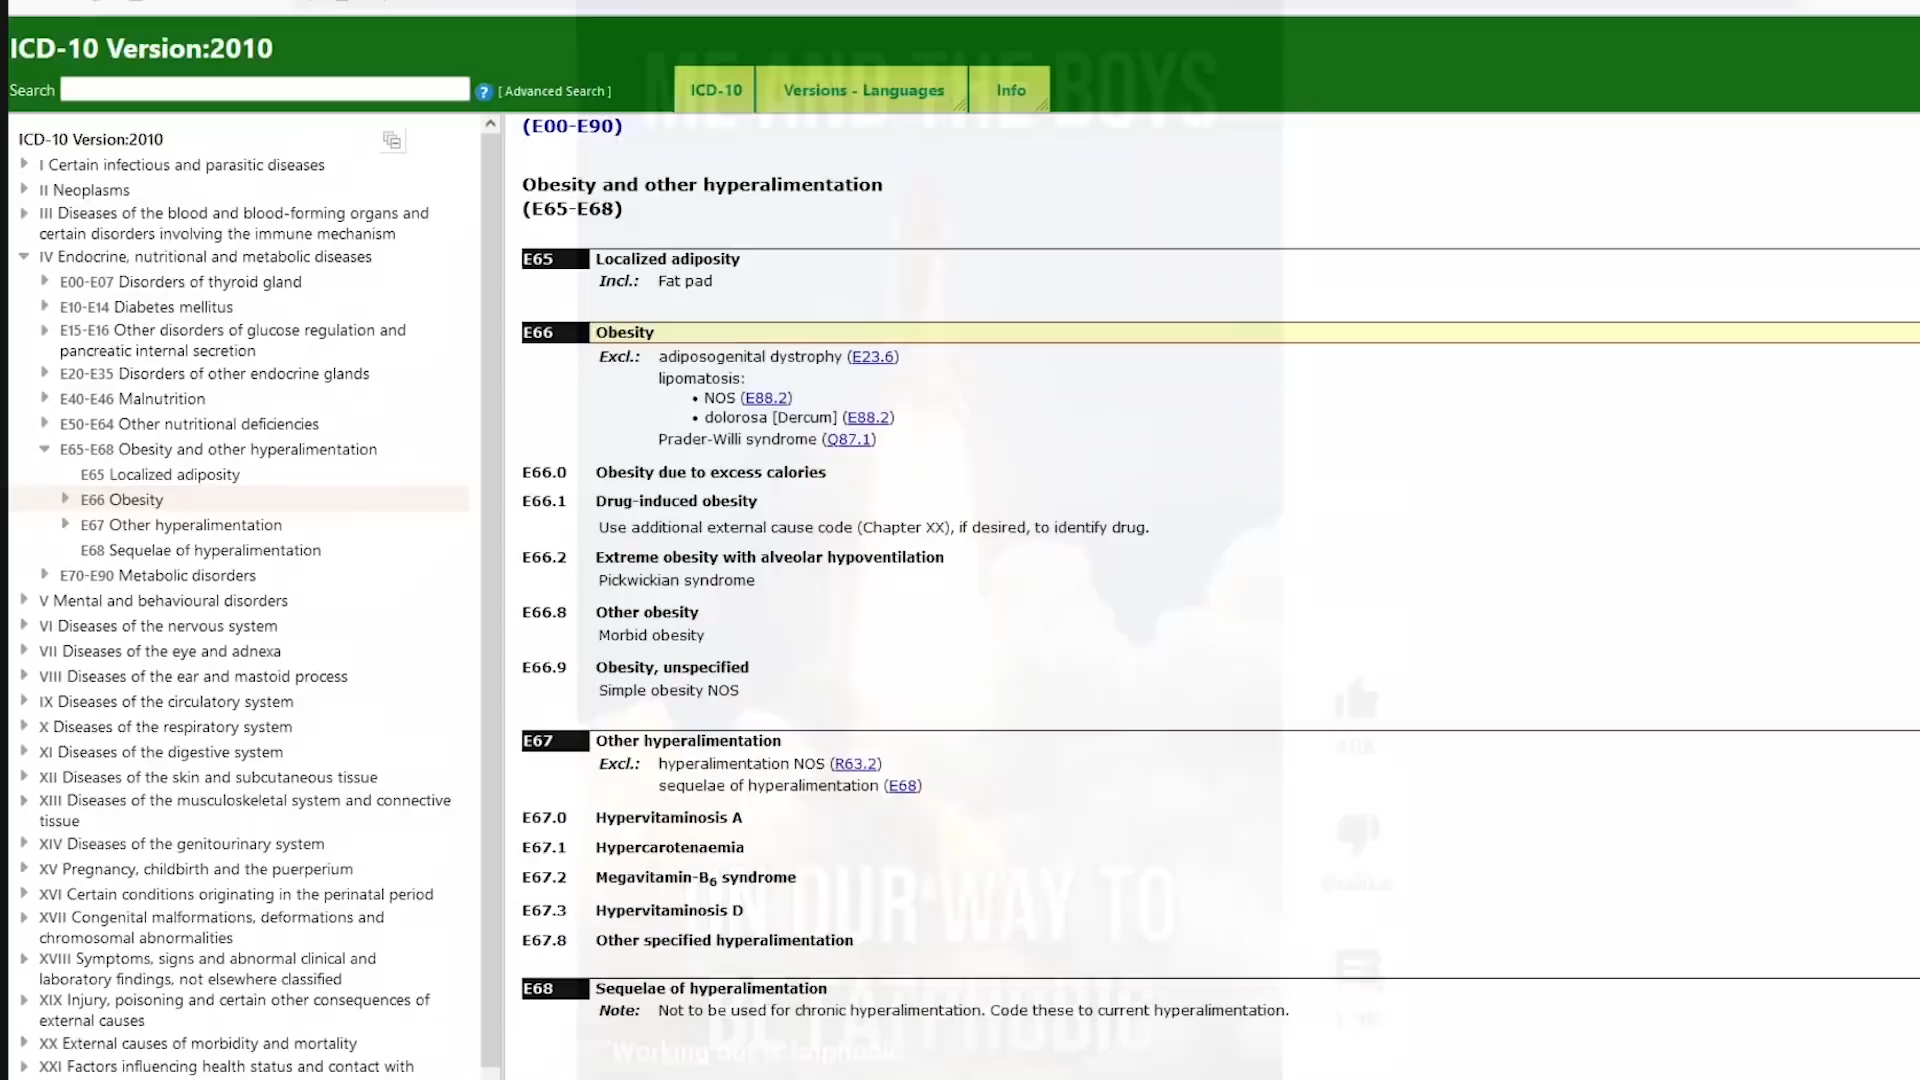 ICD-10 Version:2010
Search
? [ Advanced Search ]
ICD-10
Versions - Languages
Info
ICD-10 Version:2010
I Certain infectious and parasitic diseases
II Neoplasms
III Diseases of the blood and blood-forming organs and
certain disorders involving the immune mechanism
IV Endocrine, nutritional and metabolic diseases
E00-E07 Disorders of thyroid gland
E10-E14 Diabetes mellitus
E15-E16 Other disorders of glucose regulation and
pancreatic internal secretion
E20-E35 Disorders of other endocrine glands
E40-E46 Malnutrition
E50-E64 Other nutritional deficiencies
E65-E68 Obesity and other hyperalimentation
E65 Localized adiposity
E66 Obesity
E67 Other hyperalimentation
E68 Sequelae of hyperalimentation
E70-E90 Metabolic disorders
V Mental and behavioural disorders
VI Diseases of the nervous system
VII Diseases of the eye and adnexa
VIII Diseases of the ear and mastoid process
IX Diseases of the circulatory system
X Diseases of the respiratory system
XI Diseases of the digestive system
XII Diseases of the skin and subcutaneous tissue
XIII Diseases of the musculoskeletal system and connective
tissue
XIV Diseases of the genitourinary system
XV Pregnancy, childbirth and the puerperium
XVI Certain conditions originating in the perinatal period
XVII Congenital malformations, deformations and
chromosomal abnormalities
XVIII Symptoms, signs and abnormal clinical and
laboratory findings, not elsewhere classified
XIX Injury, poisoning and certain other consequences of
external causes
XX External causes of morbidity and mortality
XXI Factors influencing health status and contact with
(E00-E90)
Obesity and other hyperalimentation
(E65-E68)
E65 Localized adiposity
Incl.: Fat pad
E66 Obesity
Excl.: adiposogenital dystrophy (E23.6)
lipomatosis:
• NOS (E88.2)
• dolorosa [Dercum] (E88.2)
Prader-Willi syndrome (Q87.1)
E66.0 Obesity due to excess calories
E66.1 Drug-induced obesity
Use additional external cause code (Chapter XX), if desired, to identify drug.
E66.2 Extreme obesity with alveolar hypoventilation
Pickwickian syndrome
E66.8 Other obesity
Morbid obesity
E66.9 Obesity, unspecified
Simple obesity NOS
E67 Other hyperalimentation
Excl.: hyperalimentation NOS (R63.2)
sequelae of hyperalimentation (E68)
E67.0 Hypervitaminosis A
E67.1 Hypercarotenaemia
E67.2 Megavitamin-B6 syndrome
E67.3 Hypervitaminosis D
E67.8 Other specified hyperalimentation
E68 Sequelae of hyperalimentation
Note: Not to be used for chronic hyperalimentation. Code these to current hyperalimentation.
ME AND THE BOYS
OUR WAY TO
BE FATPHOBIC